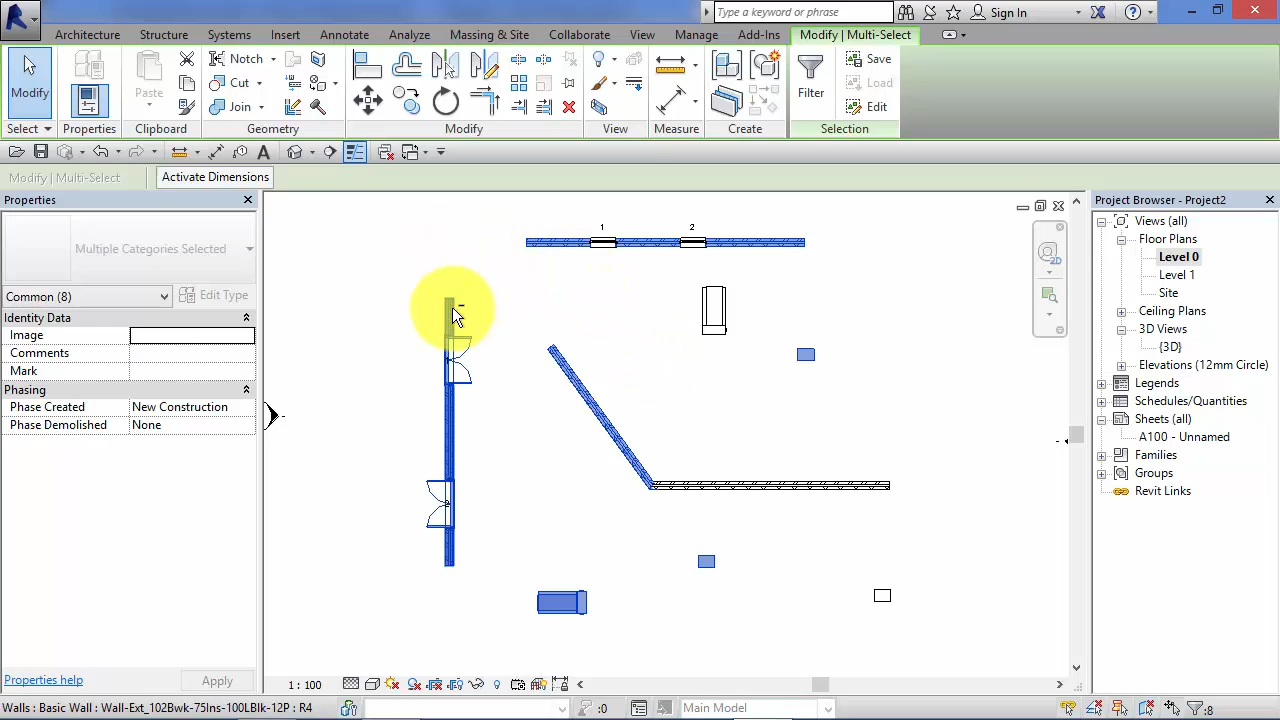 Type a keyword or phrase
Sign In
Architecture Structure Systems Insert Annotate Analyze Massing & Site Collaborate View Manage Add-Ins Modify | Multi-Select
Modify
Paste
Notch
Cut
Join
Filter
Save
Load
Edit
Select Properties Clipboard Geometry Modify View Measure Create Selection
A
Modify | Multi-Select
Activate Dimensions
Properties
Multiple Categories Selected
Common (8)
Edit Type
Identity Data
Image
Comments
Mark
Phasing
Phase Created New Construction
Phase Demolished None
Properties help
Apply
1 2
2D
Project Browser - Project2
Views (all)
Floor Plans
Level 0
Level 1
Site
Ceiling Plans
3D Views
{3D}
Elevations (12mm Circle)
Legends
Schedules/Quantities
Sheets (all)
A100 - Unnamed
Families
Groups
Revit Links
1 : 100
Walls : Basic Wall : Wall-Ext_102Bwk-75Ins-100LBlk-12P : R4
:0
Main Model
:8